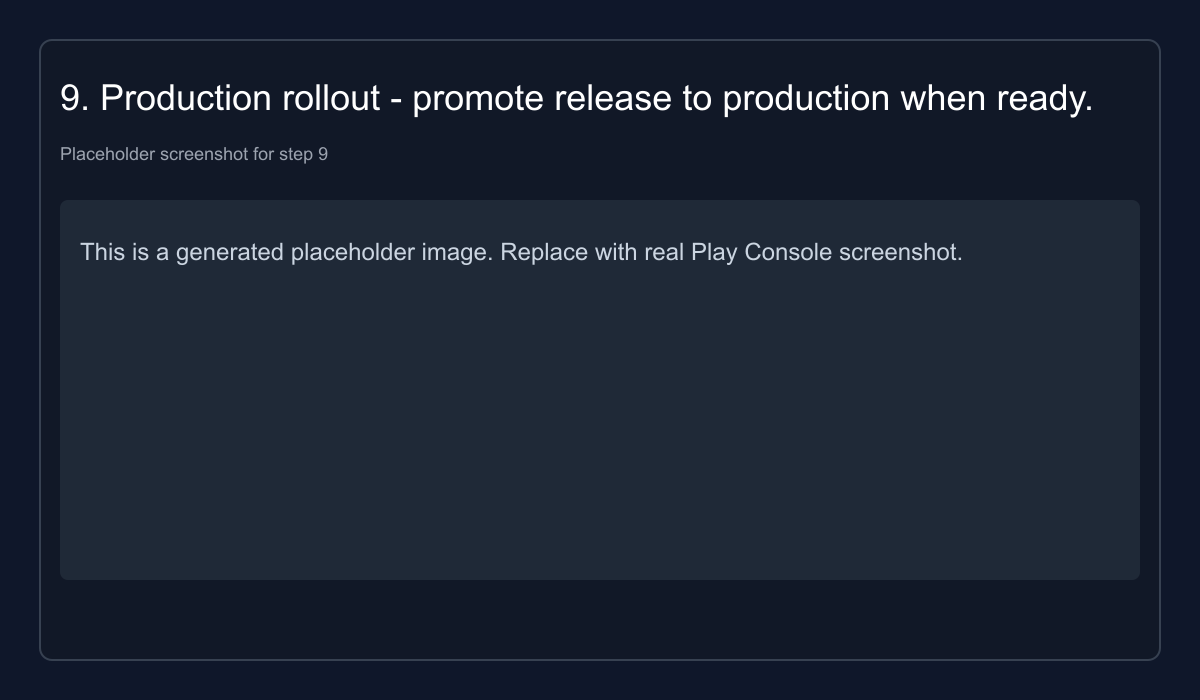 9. Production rollout - promote release to production when ready.
Placeholder screenshot for step 9
This is a generated placeholder image. Replace with real Play Console screenshot.